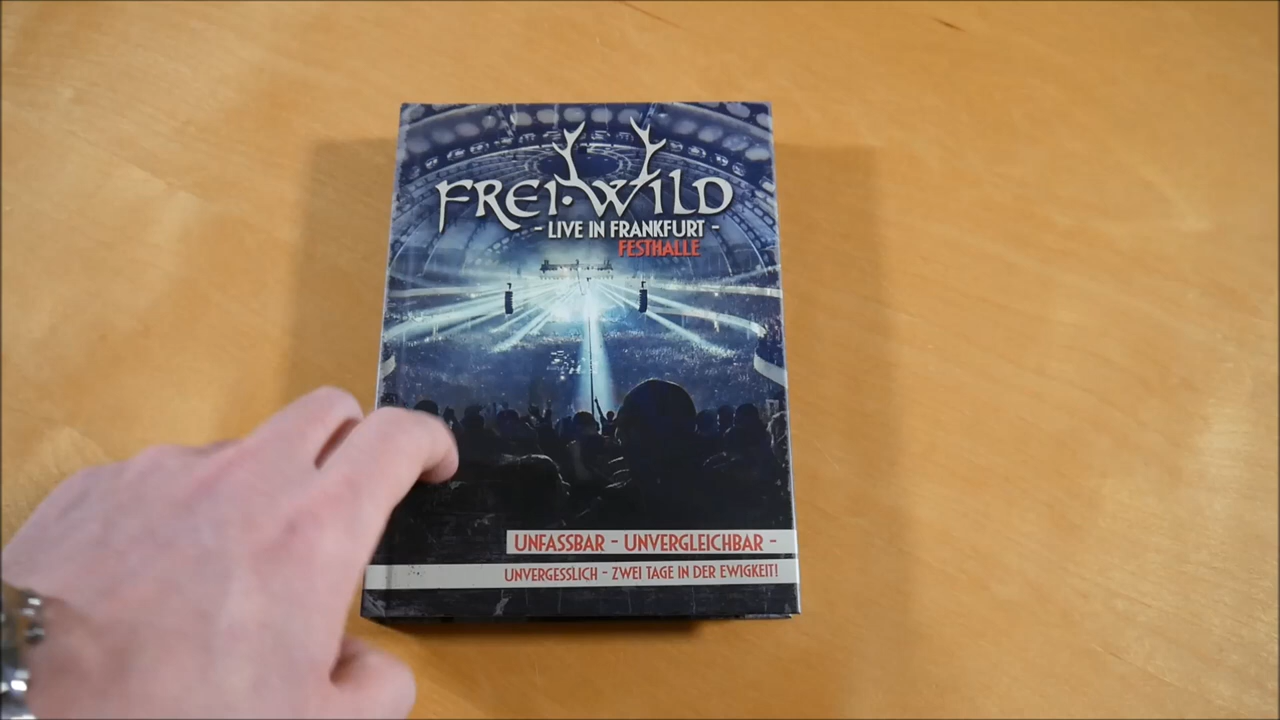 FREI.WILD
- LIVE IN FRANKFURT -
FESTHALLE
UNFASSBAR - UNVERGLEICHBAR -
UNVERGESSLICH - ZWEI TAGE IN DER EWIGKEIT!